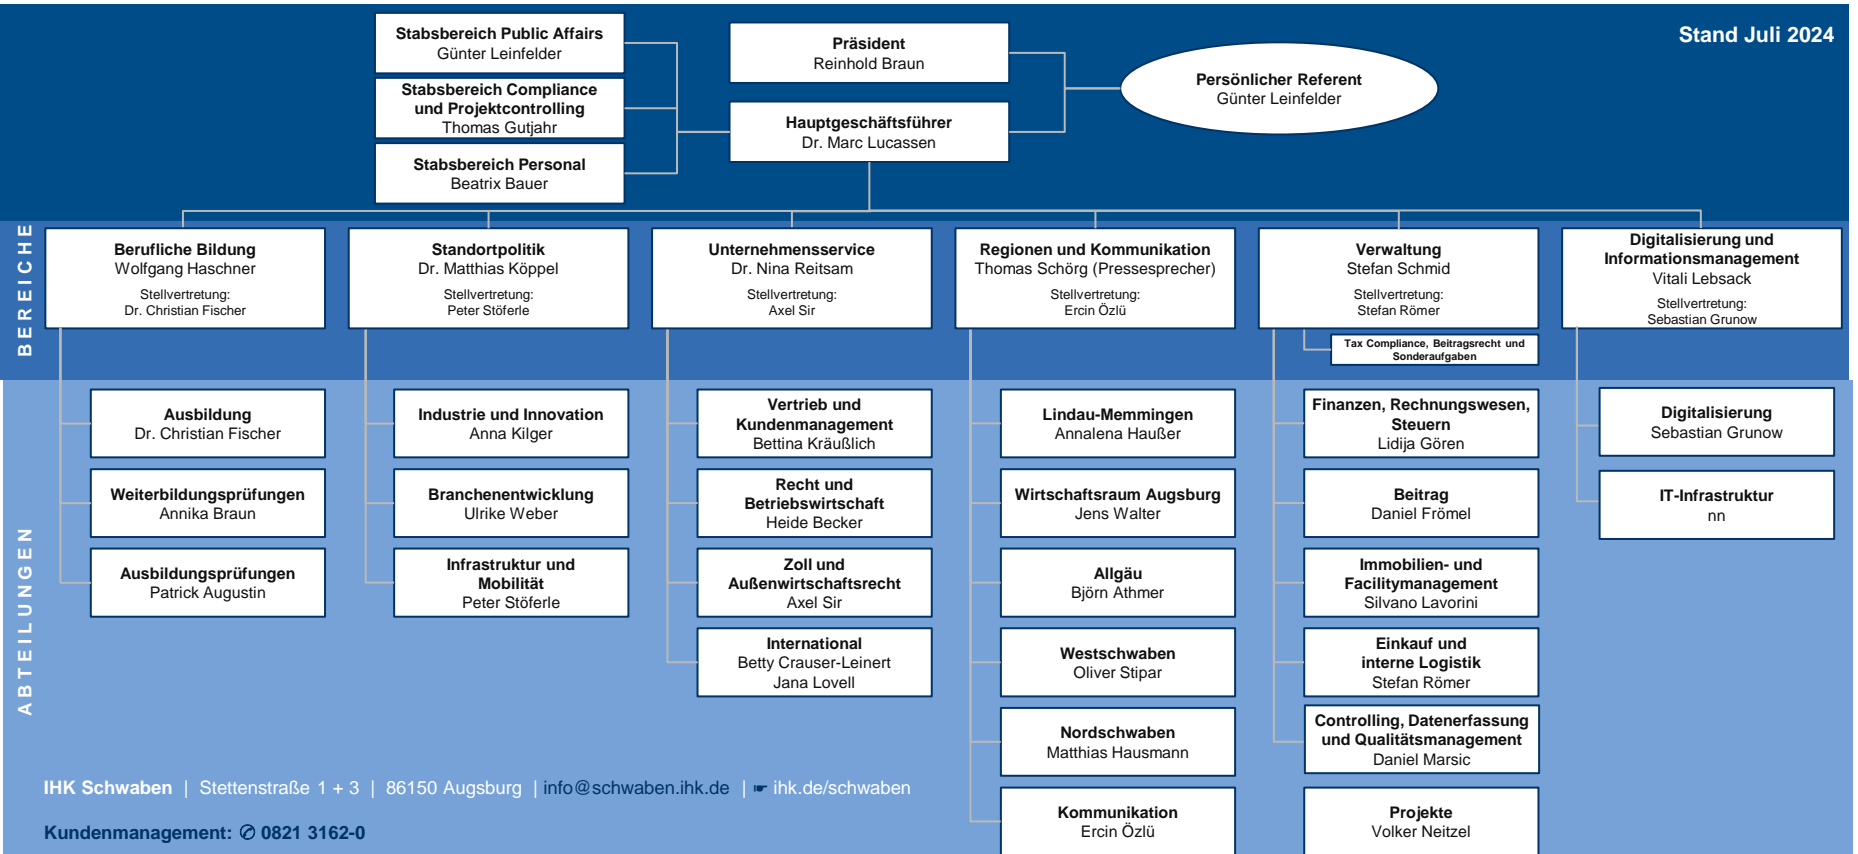 Stand Juli 2024
Stabsbereich Public Affairs
Günter Leinfelder
Stabsbereich Compliance
und Projektcontrolling
Thomas Gutjahr
Stabsbereich Personal
Beatrix Bauer
Präsident
Reinhold Braun
Hauptgeschäftsführer
Dr. Marc Lucassen
Persönlicher Referent
Günter Leinfelder
BEREICHE
Berufliche Bildung
Wolfgang Haschner
Stellvertretung:
Dr. Christian Fischer
Standortpolitik
Dr. Matthias Köppel
Stellvertretung:
Peter Stöferle
Unternehmensservice
Dr. Nina Reitsam
Stellvertretung:
Axel Sir
Regionen und Kommunikation
Thomas Schörg (Pressesprecher)
Stellvertretung:
Ercin Özlü
Verwaltung
Stefan Schmid
Stellvertretung:
Stefan Römer
Tax Compliance, Beitragsrecht und
Sonderaufgaben
Digitalisierung und
Informationsmanagement
Vitali Lebsack
Stellvertretung:
Sebastian Grunow
ABTEILUNGEN
Ausbildung
Dr. Christian Fischer
Weiterbildungsprüfungen
Annika Braun
Ausbildungsprüfungen
Patrick Augustin
Industrie und Innovation
Anna Kilger
Branchenentwicklung
Ulrike Weber
Infrastruktur und
Mobilität
Peter Stöferle
Vertrieb und
Kundenmanagement
Bettina Kräußlich
Recht und
Betriebswirtschaft
Heide Becker
Zoll und
Außenwirtschaftsrecht
Axel Sir
International
Betty Crauser-Leinert
Jana Lovell
Lindau-Memmingen
Annalena Haußer
Wirtschaftsraum Augsburg
Jens Walter
Allgäu
Björn Athmer
Westschwaben
Oliver Stipar
Nordschwaben
Matthias Hausmann
Kommunikation
Ercin Özlü
Finanzen, Rechnungswesen,
Steuern
Lidija Gören
Beitrag
Daniel Frömel
Immobilien- und
Facilitymanagement
Silvano Lavorini
Einkauf und
interne Logistik
Stefan Römer
Controlling, Datenerfassung
und Qualitätsmanagement
Daniel Marsic
Projekte
Volker Neitzel
Digitalisierung
Sebastian Grunow
IT-Infrastruktur
nn
IHK Schwaben | Stettenstraße 1 + 3 | 86150 Augsburg | info@schwaben.ihk.de | ☛ ihk.de/schwaben
Kundenmanagement: ✆ 0821 3162-0